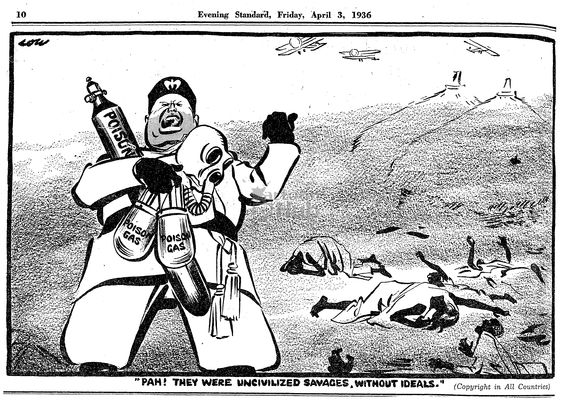 10
Evening Standard, Friday, April 3, 1936
LOW
POISON
POISON
GAS
POISON
GAS
"PAH! THEY WERE UNCIVILIZED SAVAGES, WITHOUT IDEALS."
(Copyright in All Countries)